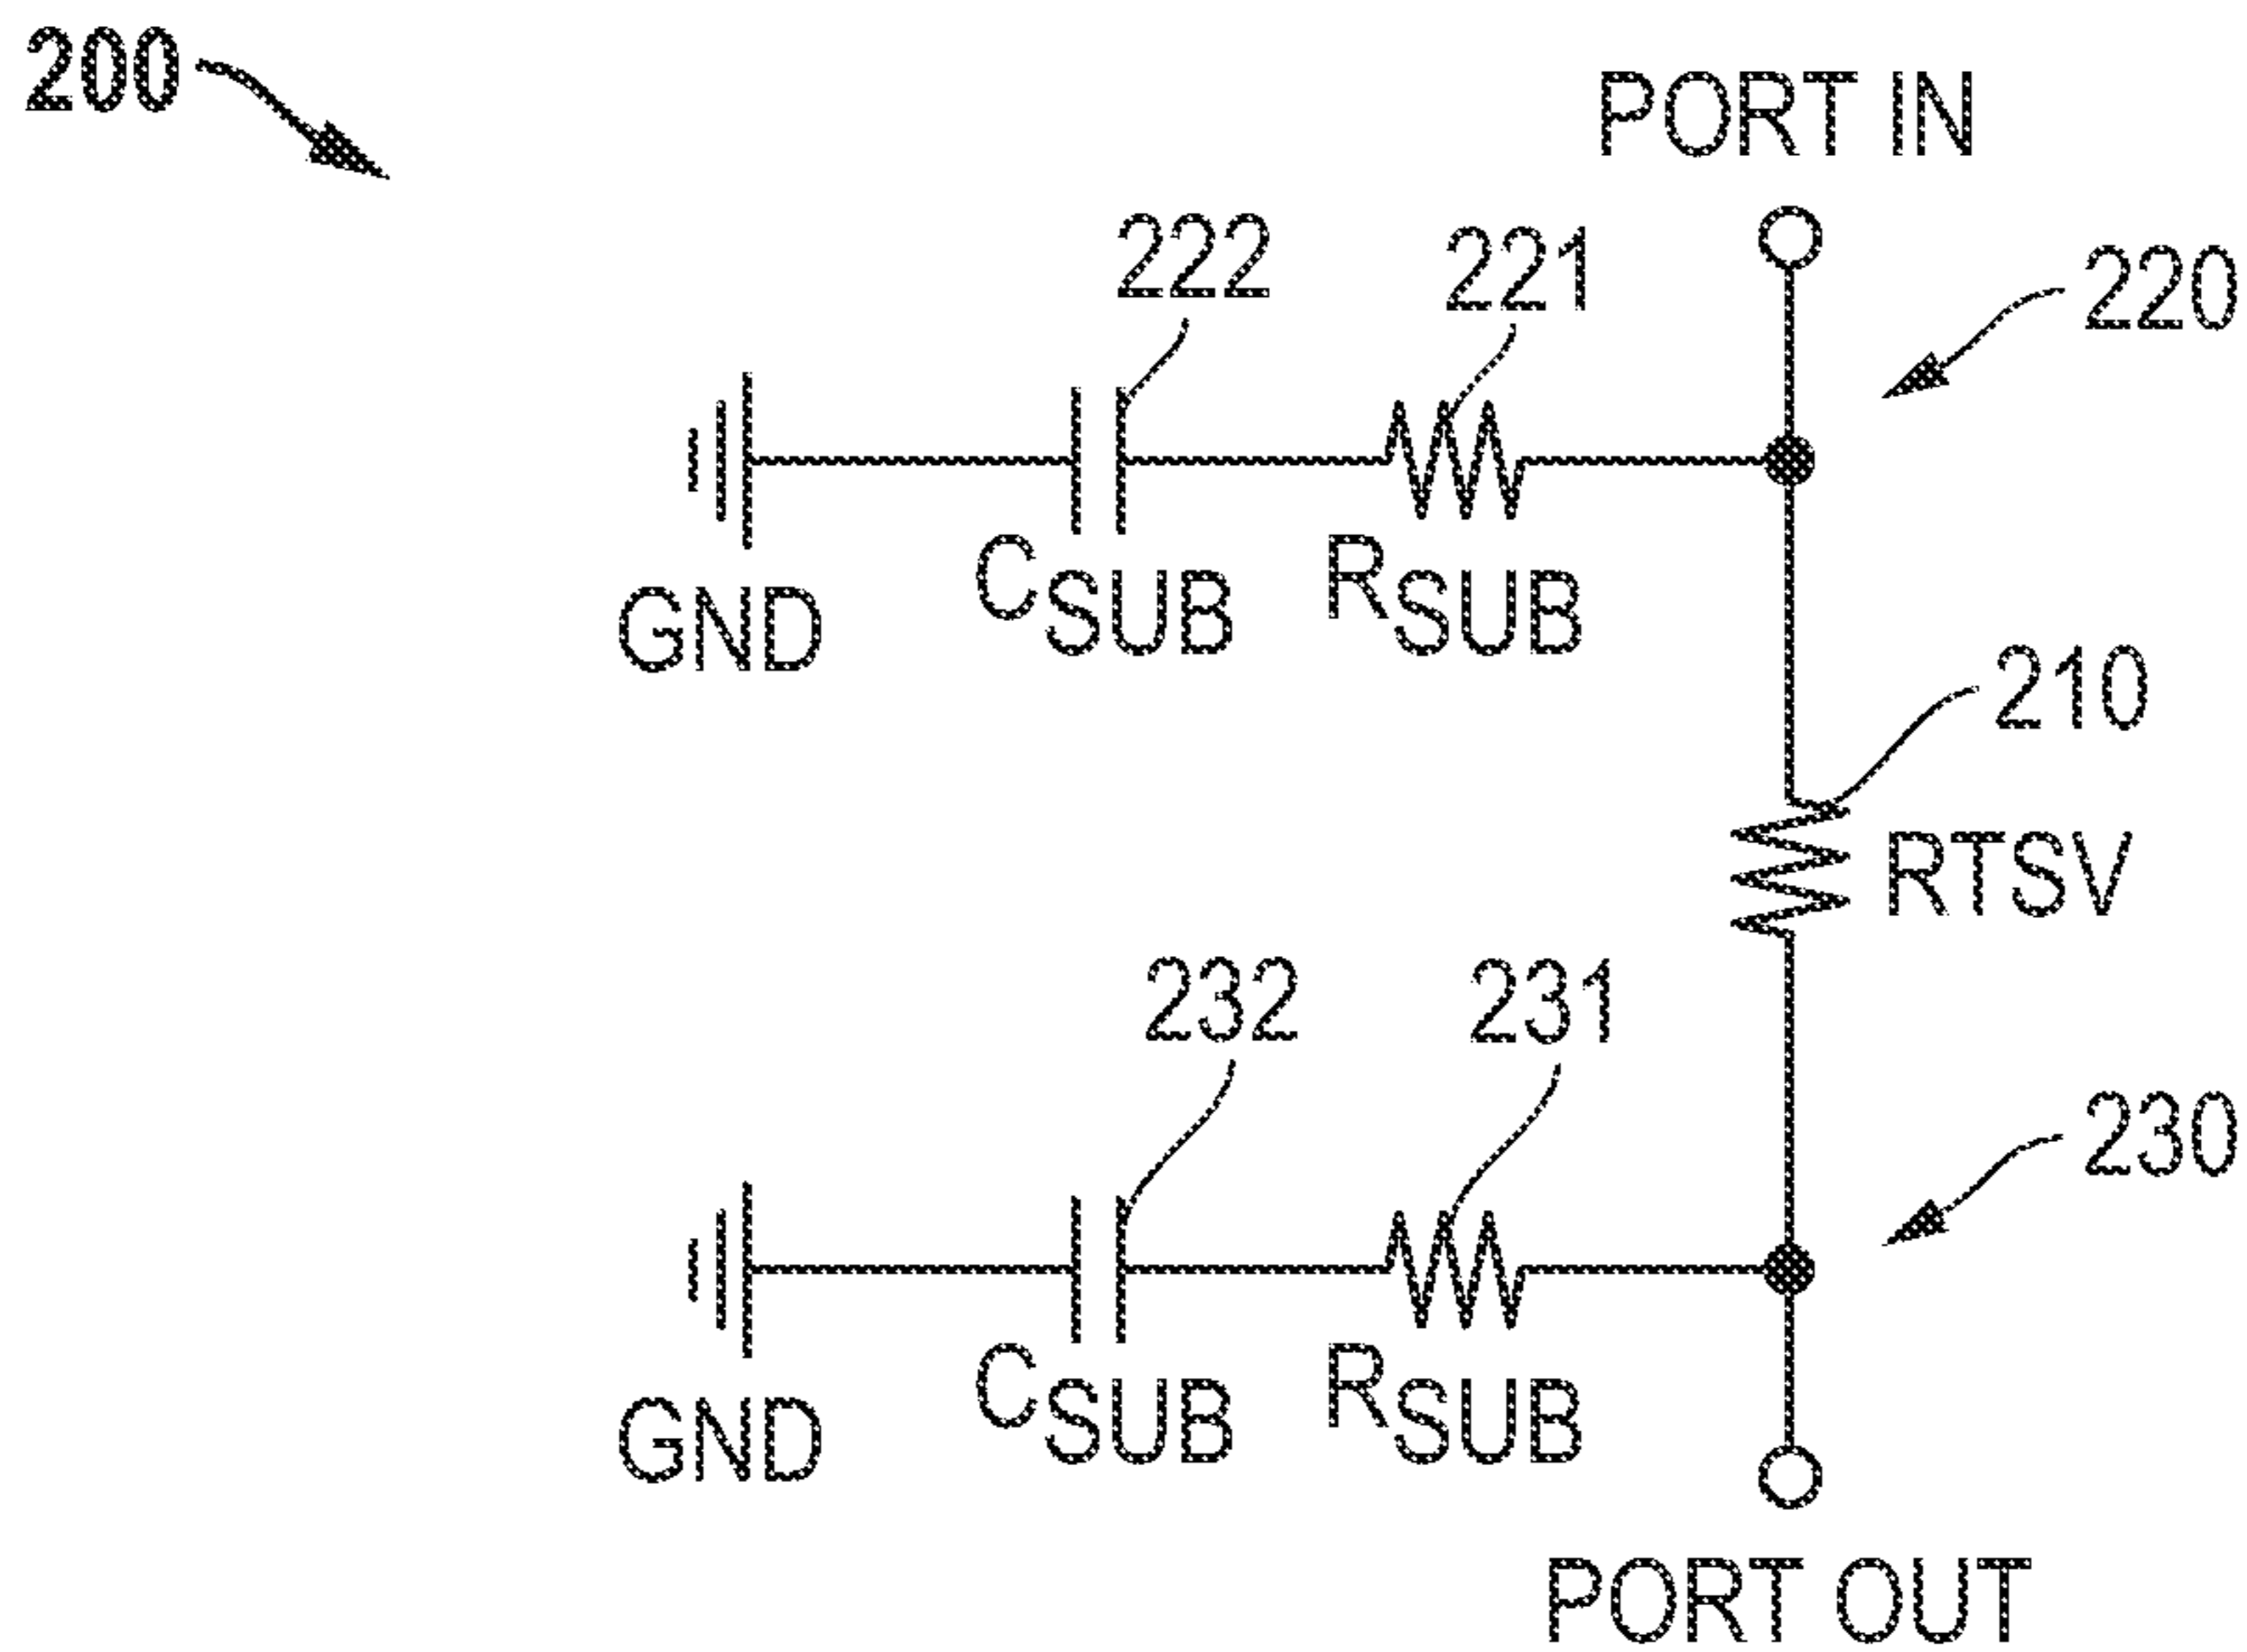 200
PORT IN
222
221
220
GND
CSUB
RSUB
210
RTSV
232
231
230
GND
CSUB
RSUB
PORT OUT